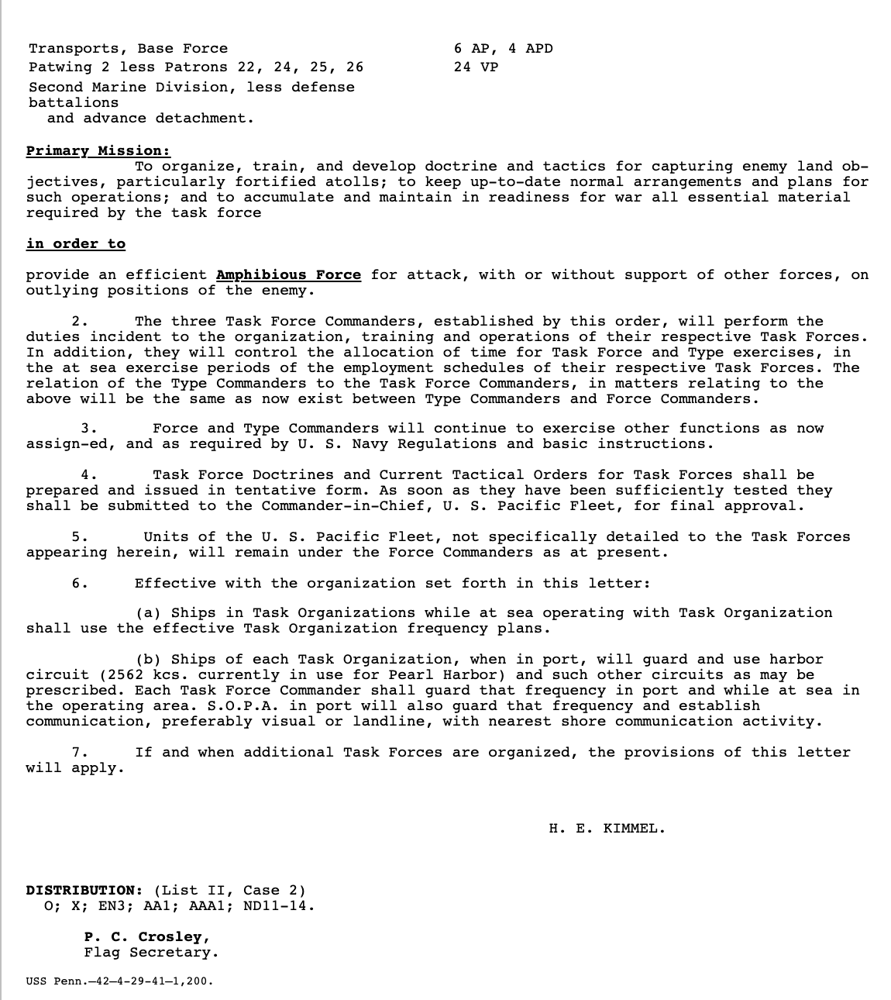 Transports, Base Force 6 AP, 4 APD
Patwing 2 less Patrons 22, 24, 25, 26 24 VP
Second Marine Division, less defense
battalions
and advance detachment.
Primary Mission:
To organize, train, and develop doctrine and tactics for capturing enemy land ob-
jectives, particularly fortified atolls; to keep up-to-date normal arrangements and plans for
such operations; and to accumulate and maintain in readiness for war all essential material
required by the task force
in order to
provide an efficient Amphibious Force for attack, with or without support of other forces, on
outlying positions of the enemy.
2. The three Task Force Commanders, established by this order, will perform the
duties incident to the organization, training and operations of their respective Task Forces.
In addition, they will control the allocation of time for Task Force and Type exercises, in
the at sea exercise periods of the employment schedules of their respective Task Forces. The
relation of the Type Commanders to the Task Force Commanders, in matters relating to the
above will be the same as now exist between Type Commanders and Force Commanders.
3. Force and Type Commanders will continue to exercise other functions as now
assign-ed, and as required by U. S. Navy Regulations and basic instructions.
4. Task Force Doctrines and Current Tactical Orders for Task Forces shall be
prepared and issued in tentative form. As soon as they have been sufficiently tested they
shall be submitted to the Commander-in-Chief, U. S. Pacific Fleet, for final approval.
5. Units of the U. S. Pacific Fleet, not specifically detailed to the Task Forces
appearing herein, will remain under the Force Commanders as at present.
6. Effective with the organization set forth in this letter:
(a) Ships in Task Organizations while at sea operating with Task Organization
shall use the effective Task Organization frequency plans.
(b) Ships of each Task Organization, when in port, will guard and use harbor
circuit (2562 kcs. currently in use for Pearl Harbor) and such other circuits as may be
prescribed. Each Task Force Commander shall guard that frequency in port and while at sea in
the operating area. S.O.P.A. in port will also guard that frequency and establish
communication, preferably visual or landline, with nearest shore communication activity.
7. If and when additional Task Forces are organized, the provisions of this letter
will apply.
H. E. KIMMEL.
DISTRIBUTION: (List II, Case 2)
O; X; EN3; AA1; AAA1; ND11-14.
P. C. Crosley,
Flag Secretary.
USS Penn.—42—4-29-41—1,200.